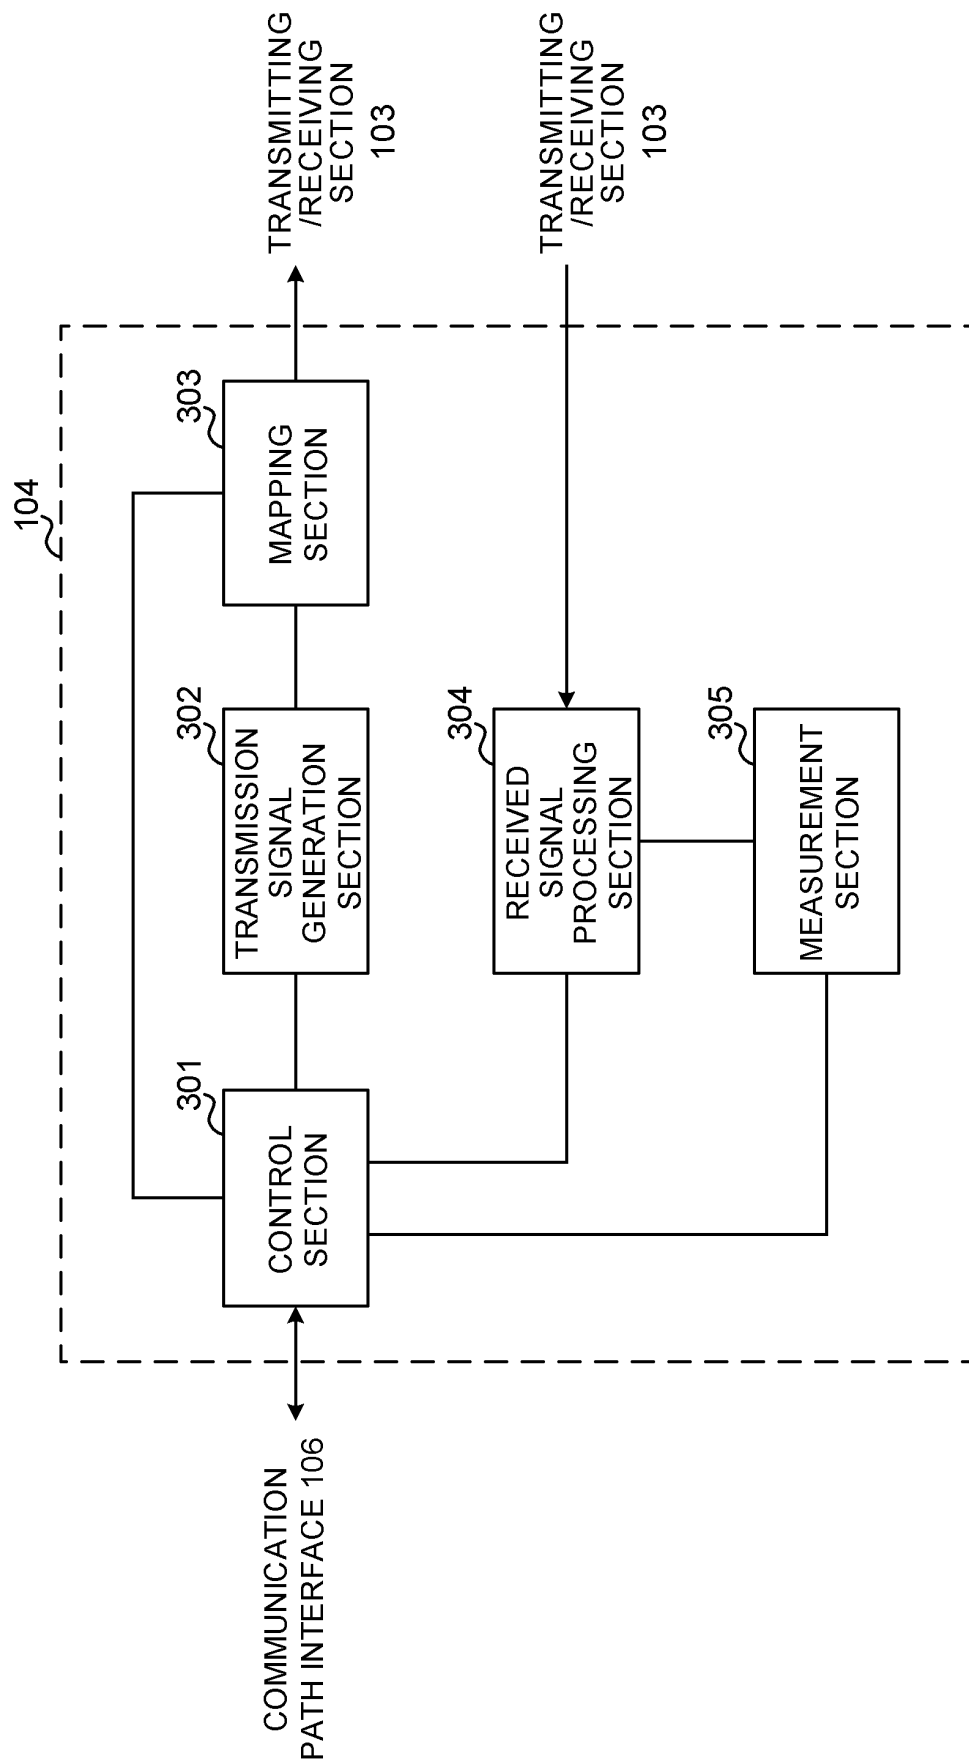 104
COMMUNICATION
PATH INTERFACE 106
301
CONTROL
SECTION
302
TRANSMISSION
SIGNAL
GENERATION
SECTION
303
MAPPING
SECTION
TRANSMITTING
/RECEIVING
SECTION
103
304
RECEIVED
SIGNAL
PROCESSING
SECTION
TRANSMITTING
/RECEIVING
SECTION
103
305
MEASUREMENT
SECTION